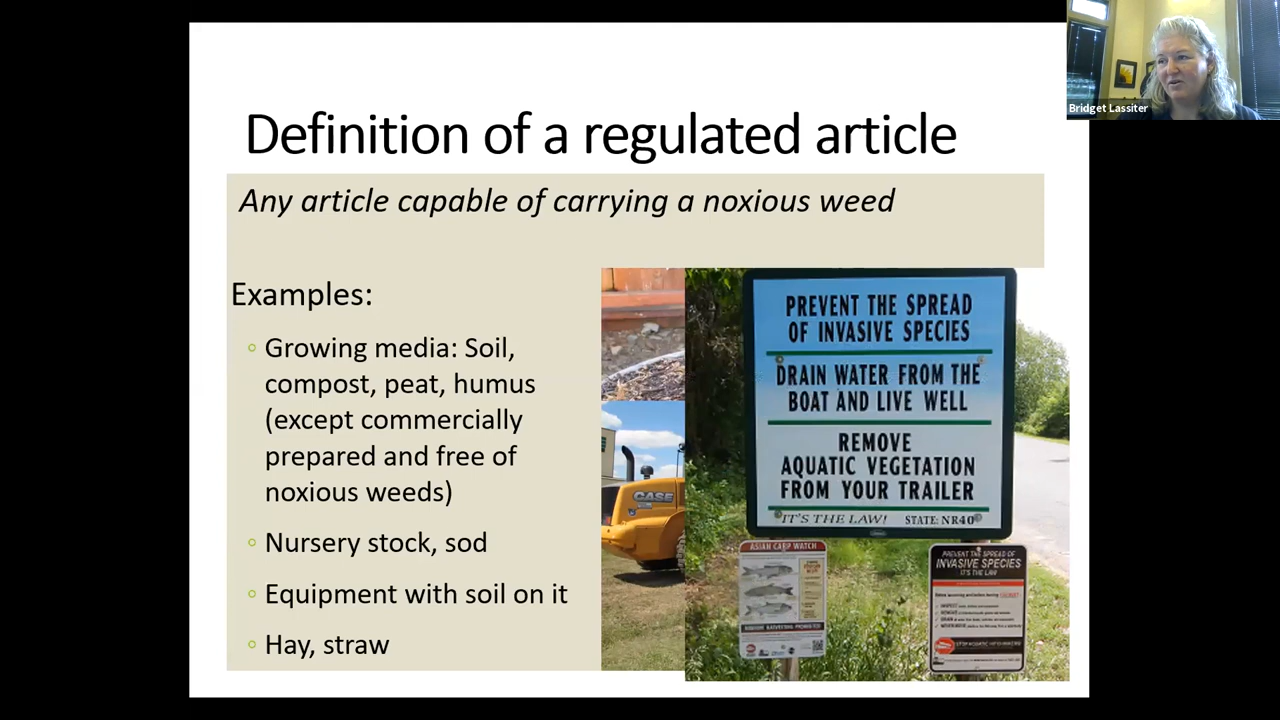 Bridget Lassiter
Definition of a regulated article
Any article capable of carrying a noxious weed
Examples:
Growing media: Soil,
compost, peat, humus
(except commercially
prepared and free of
noxious weeds)
Nursery stock, sod
Equipment with soil on it
Hay, straw
CASE
PREVENT THE SPREAD
OF INVASIVE SPECIES
DRAIN WATER FROM THE
BOAT AND LIVE WELL
REMOVE
AQUATIC VEGETATION
FROM YOUR TRAILER
IT'S THE LAW! STATE: NR40
ASIAN CARP WATCH
PREVENT THE SPREAD OF
INVASIVE SPECIES
IT'S THE LAW